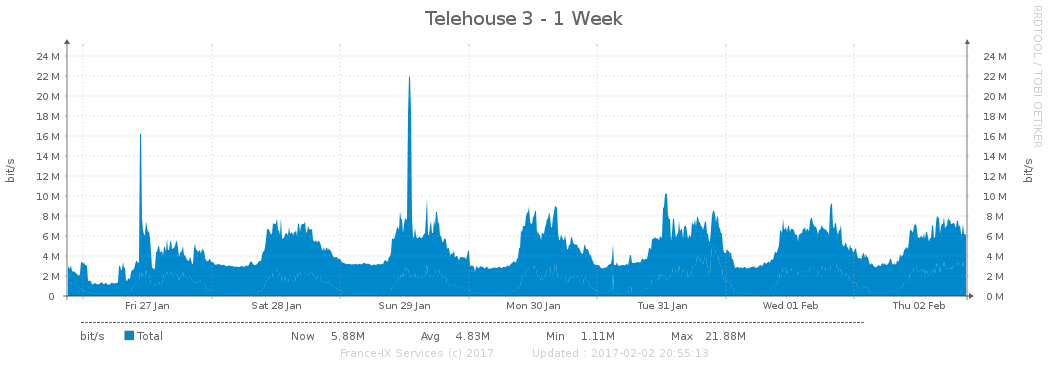 Telehouse 3 - 1 Week
RRDTOOL / TOBI OETIKER
bit/s
24 M 24 M
22 M 22 M
20 M 20 M
18 M 18 M
16 M 16 M
14 M 14 M
12 M 12 M
10 M 10 M
8 M 8 M
6 M 6 M
4 M 4 M
2 M 2 M
0 0 M
bit/s
Fri 27 Jan Sat 28 Jan Sun 29 Jan Mon 30 Jan Tue 31 Jan Wed 01 Feb Thu 02 Feb
bit/s Total Now 5.88M Avg 4.83M Min 1.11M Max 21.88M
France-IX Services (c) 2017 Updated : 2017-02-02 20:55:13